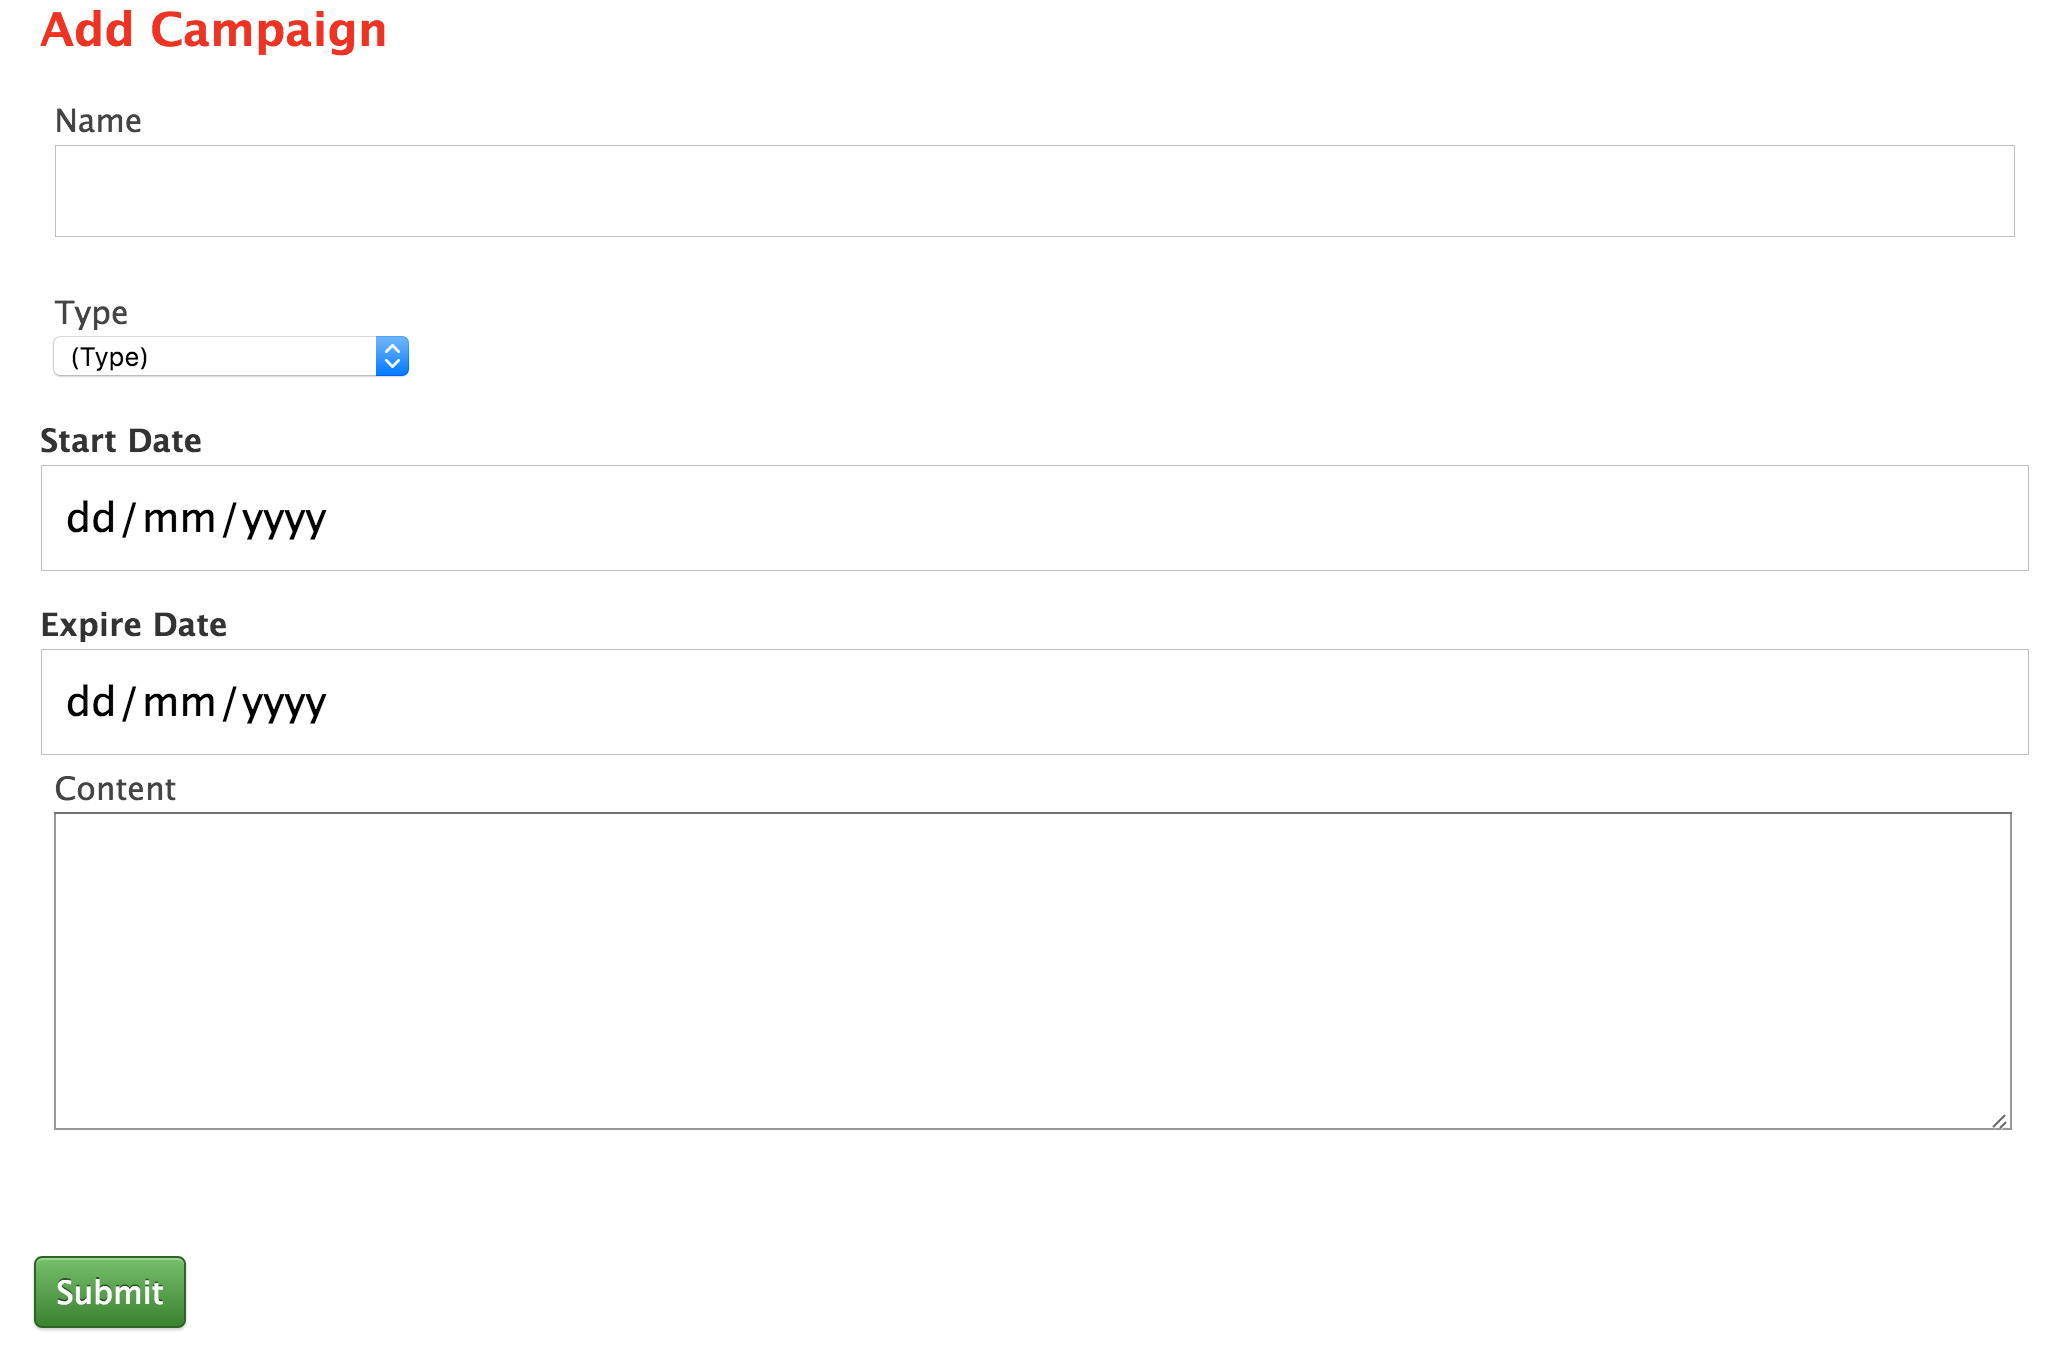 Add Campaign
Name
Type
(Type)
Start Date
dd/mm/yyyy
Expire Date
dd/mm/yyyy
Content
Submit